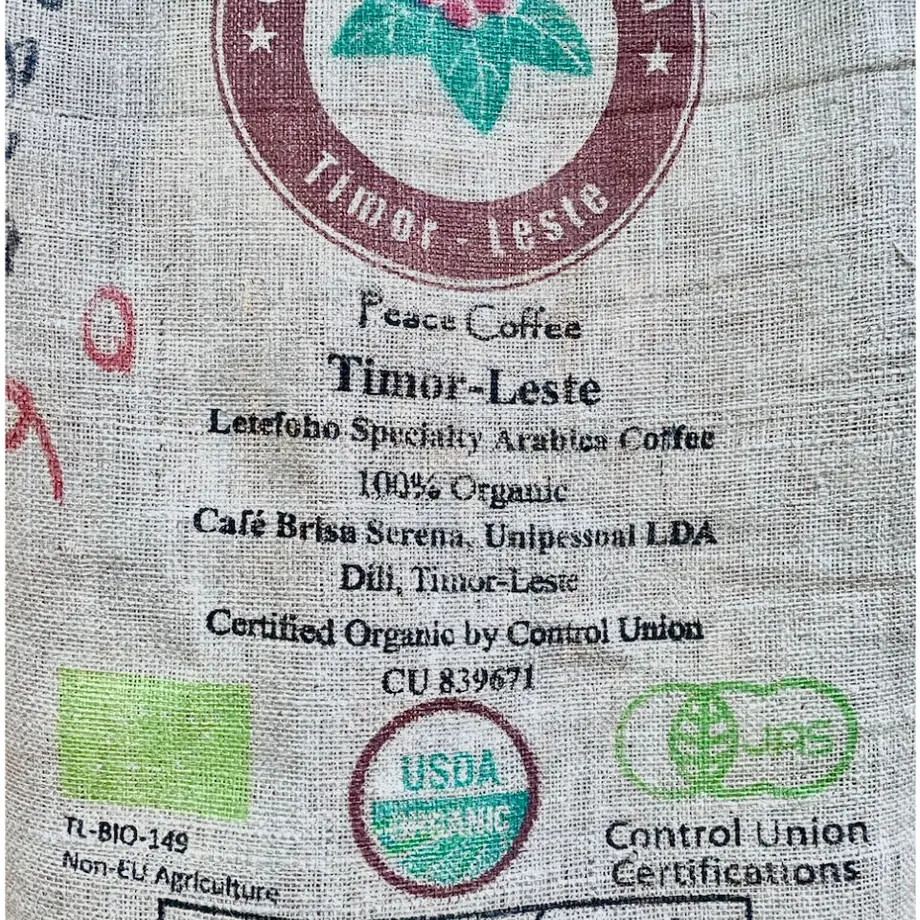 Timor - Leste
Peace Coffee
Timor-Leste
Letefoho Specialty Arabica Coffee
100% Organic
Café Brisa Serena, Unipessoal LDA
Dili, Timor-Leste
Certified Organic by Control Union
CU 839671
USDA
ORGANIC
JAS
TL-BIO-149
Non-EU Agriculture
Control Union
Certifications